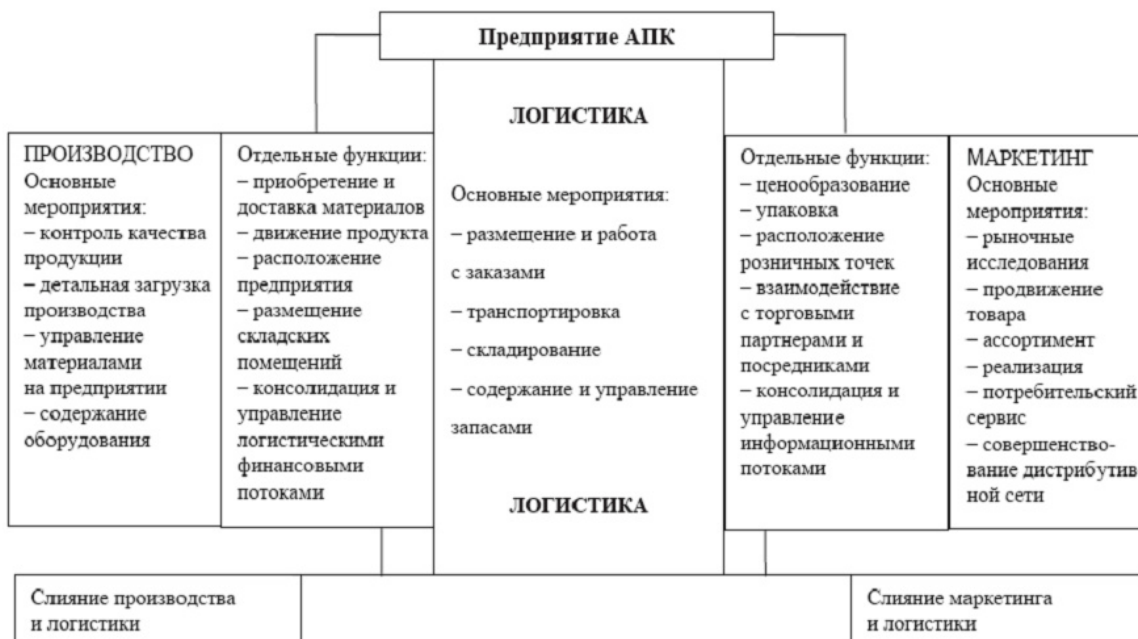 Предприятие АПК
ПРОИЗВОДСТВО
Основные
мероприятия:
– контроль качества
продукции
– детальная загрузка
производства
– управление
материалами
на предприятии
– содержание
оборудования
Отдельные функции:
– приобретение и
доставка материалов
– движение продукта
– расположение
предприятия
– размещение
складских
помещений
– консолидация и
управление
логистическими
финансовыми
потоками
ЛОГИСТИКА
Основные мероприятия:
– размещение и работа
с заказами
– транспортировка
– складирование
– содержание и управление
запасами
ЛОГИСТИКА
Отдельные функции:
– ценообразование
– упаковка
– расположение
розничных точек
– взаимодействие
с торговыми
партнерами и
посредниками
– консолидация и
управление
информационными
потоками
МАРКЕТИНГ
Основные
мероприятия:
– рыночные
исследования
– продвижение
товара
– ассортимент
– реализация
– потребительский
сервис
– совершенство-
вание дистрибутив
ной сети
Слияние производства
и логистики
Слияние маркетинга
и логистики